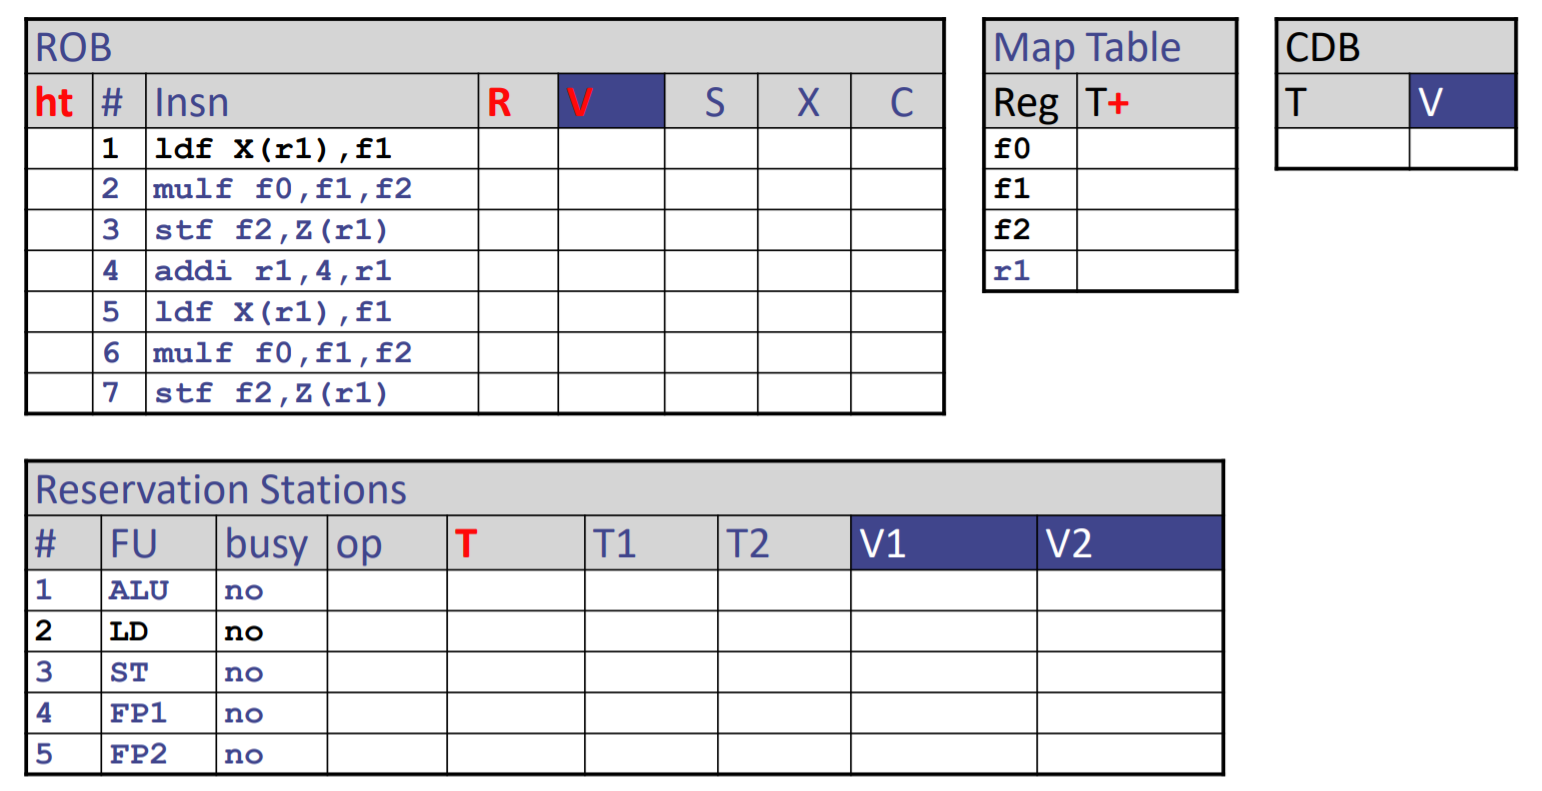 ROB
ht # Insn R V S X C
1 ldf X(r1),f1
2 mulf f0,f1,f2
3 stf f2,Z(r1)
4 addi r1,4,r1
5 ldf X(r1),f1
6 mulf f0,f1,f2
7 stf f2,Z(r1)
Map Table
Reg T+
f0
f1
f2
r1
CDB
T V
Reservation Stations
# FU busy op T T1 T2 V1 V2
1 ALU no
2 LD no
3 ST no
4 FP1 no
5 FP2 no